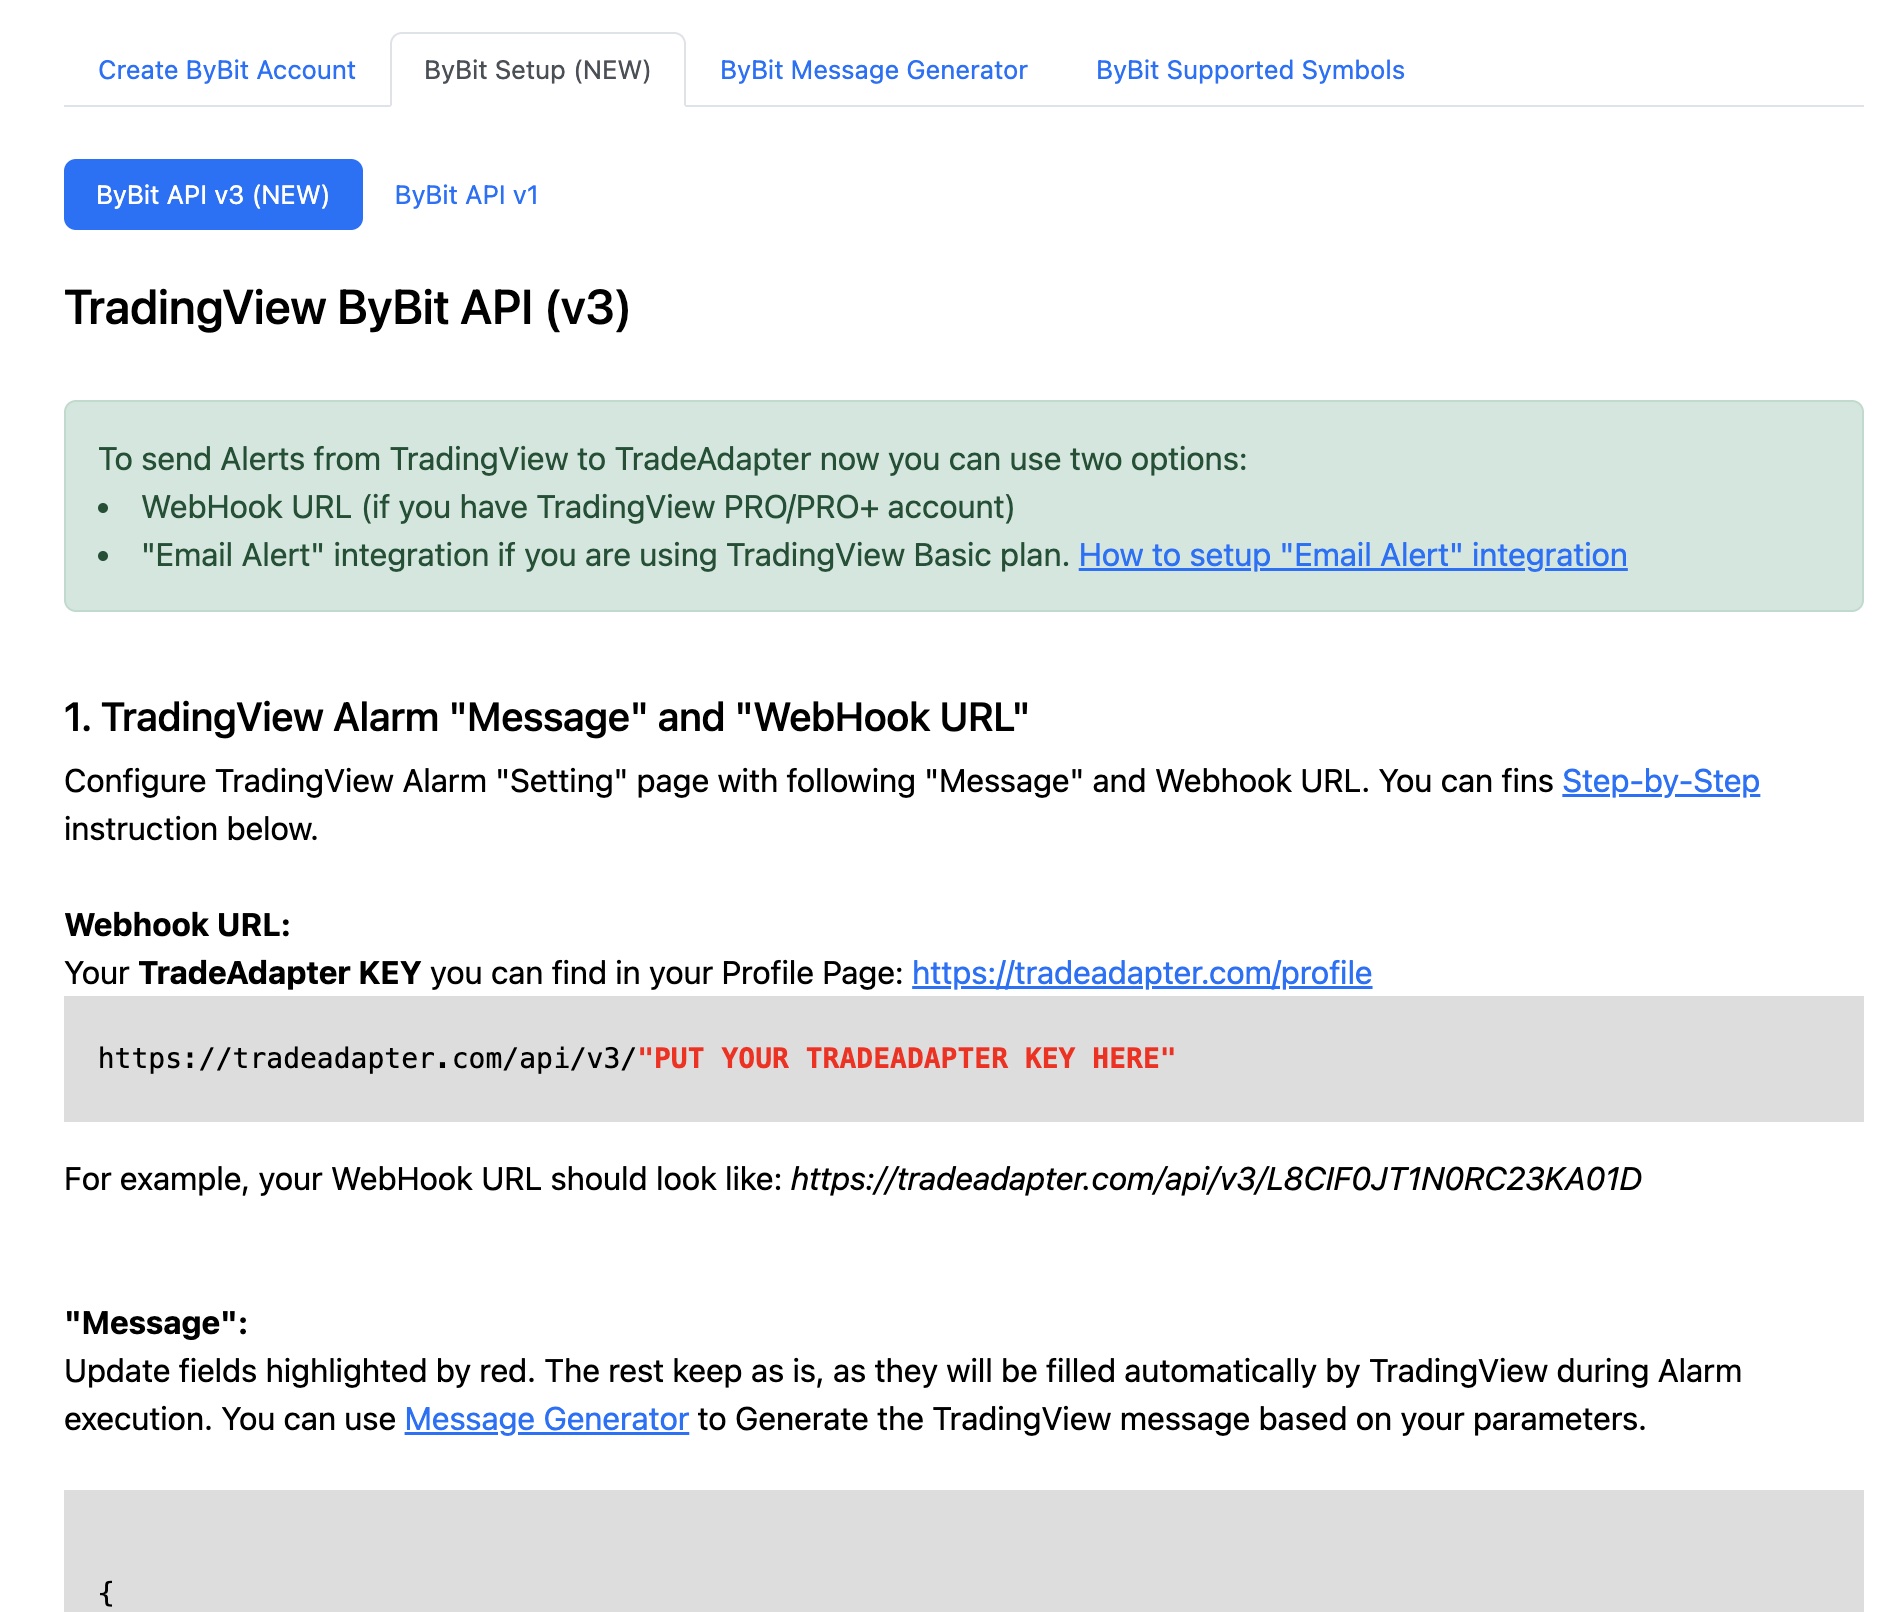 Create ByBit Account
ByBit Setup (NEW)
ByBit Message Generator
ByBit Supported Symbols
ByBit API v3 (NEW)
ByBit API v1
TradingView ByBit API (v3)
To send Alerts from TradingView to TradeAdapter now you can use two options:
• WebHook URL (if you have TradingView PRO/PRO+ account)
• "Email Alert" integration if you are using TradingView Basic plan. How to setup "Email Alert" integration
1. TradingView Alarm "Message" and "WebHook URL"
Configure TradingView Alarm "Setting" page with following "Message" and Webhook URL. You can fins Step-by-Step
instruction below.
Webhook URL:
Your TradeAdapter KEY you can find in your Profile Page: https://tradeadapter.com/profile
https://tradeadapter.com/api/v3/"PUT YOUR TRADEADAPTER KEY HERE"
For example, your WebHook URL should look like: https://tradeadapter.com/api/v3/L8CIF0JT1N0RC23KA01D
"Message":
Update fields highlighted by red. The rest keep as is, as they will be filled automatically by TradingView during Alarm
execution. You can use Message Generator to Generate the TradingView message based on your parameters.
{